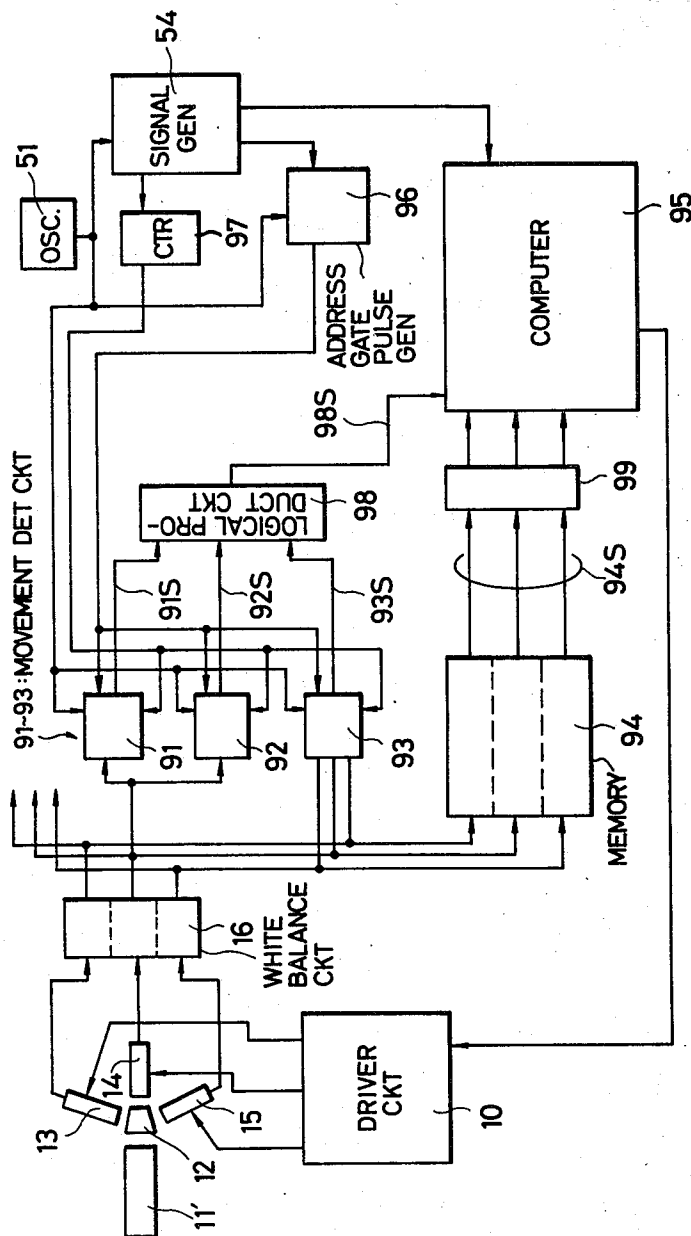 11'
12
13
14
15
16
WHITE
BALANCE
CKT
DRIVER
CKT
10
91~93:MOVEMENT DET CKT
91
92
93
91S
92S
93S
LOGICAL PRO-
DUCT CKT
98
98S
OSC.
51
SIGNAL
GEN
54
CTR
97
96
ADDRESS
GATE
PULSE
GEN
MEMORY
94
94S
99
COMPUTER
95